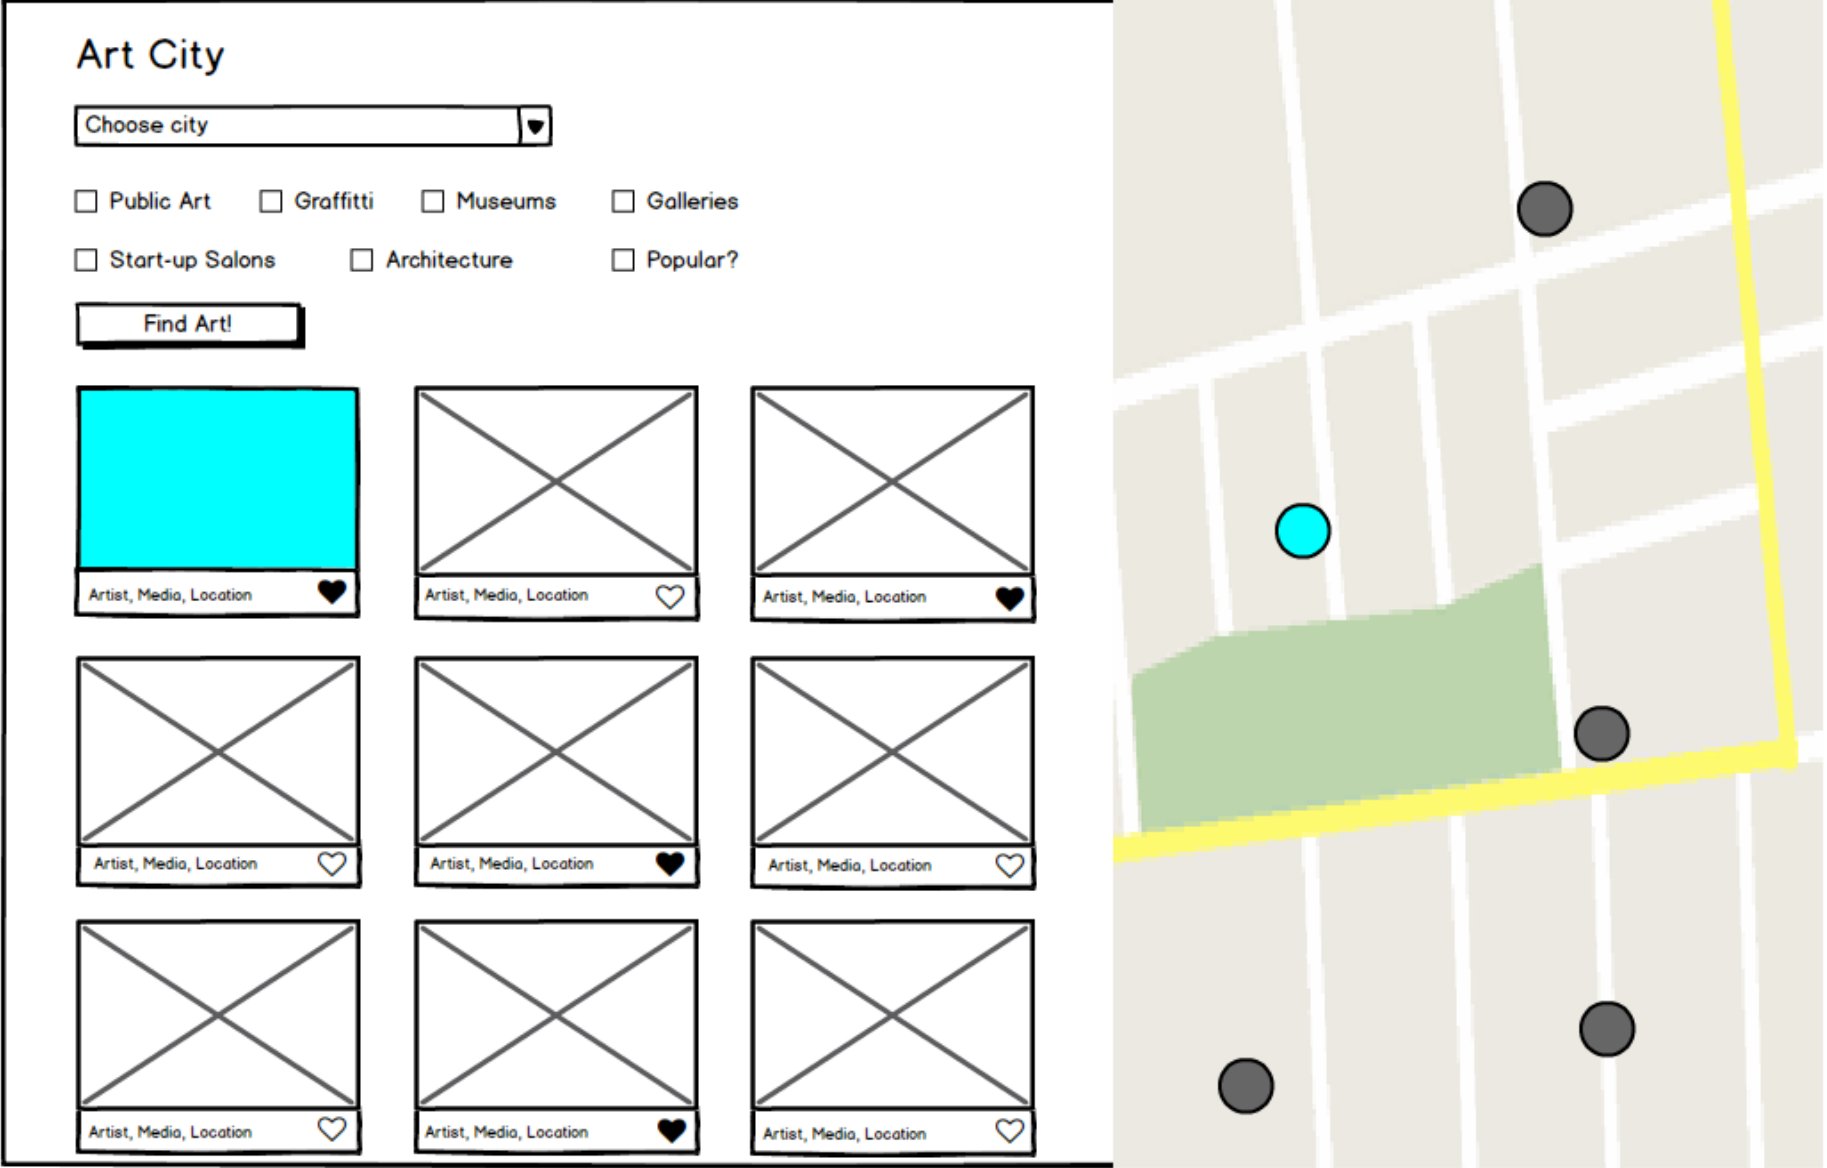 Art City
Choose city
Public Art Graffitti Museums Galleries
Start-up Salons Architecture Popular?
Find Art!
Artist, Media, Location Artist, Media, Location Artist, Media, Location
Artist, Media, Location Artist, Media, Location Artist, Media, Location
Artist, Media, Location Artist, Media, Location Artist, Media, Location